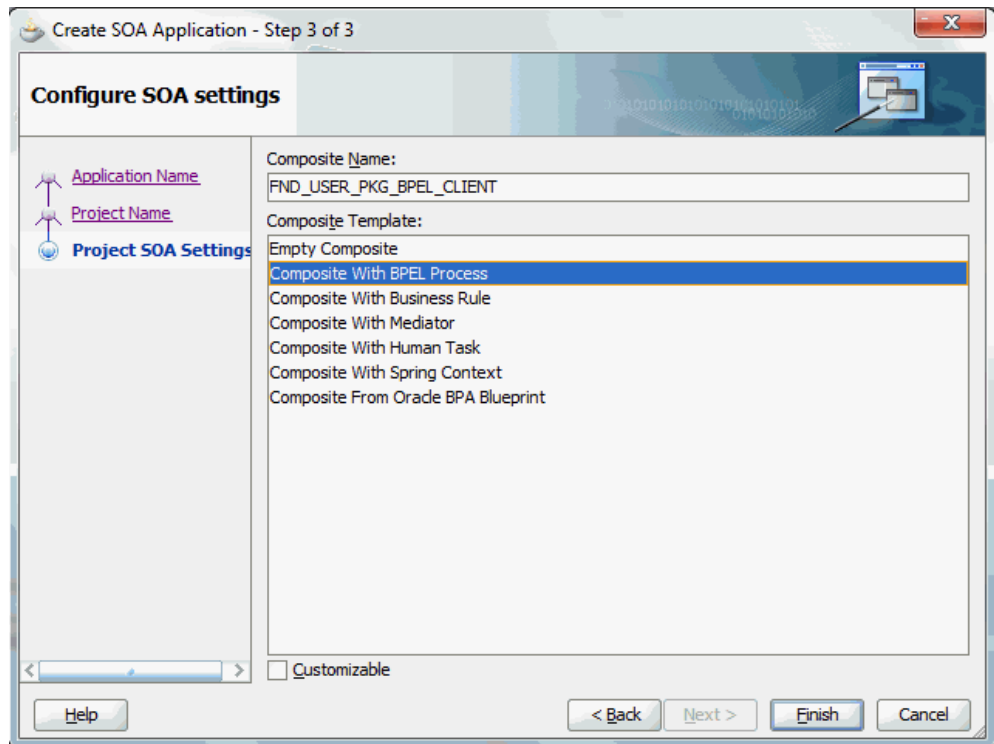 Create SOA Application - Step 3 of 3
Configure SOA settings
Application Name
Project Name
Project SOA Settings
Composite Name:
FND_USER_PKG_BPEL_CLIENT
Composite Template:
Empty Composite
Composite With BPEL Process
Composite With Business Rule
Composite With Mediator
Composite With Human Task
Composite With Spring Context
Composite From Oracle BPA Blueprint
Customizable
Help
< Back
Next >
Finish
Cancel